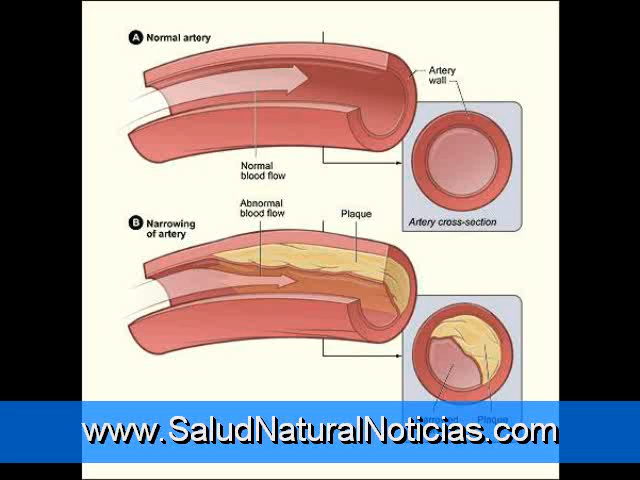 A Normal artery
Artery
wall
Normal
blood flow
Artery cross-section
Abnormal
blood flow
Plaque
B Narrowing
of artery
Plaque
www.SaludNaturalNoticias.com